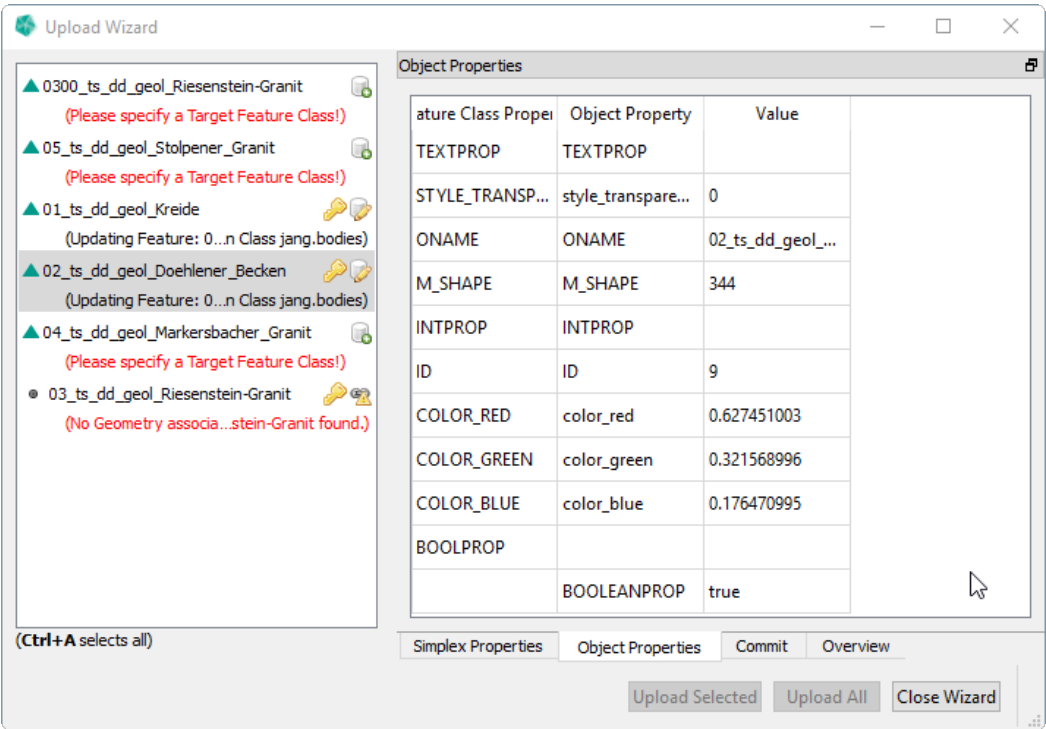 Upload Wizard
0300_ts_dd_geol_Riesenstein-Granit
(Please specify a Target Feature Class!)
05_ts_dd_geol_Stolpener_Granit
(Please specify a Target Feature Class!)
01_ts_dd_geol_Kreide
(Updating Feature: 0...n Class jang.bodies)
02_ts_dd_geol_Doehlener_Becken
(Updating Feature: 0...n Class jang.bodies)
04_ts_dd_geol_Markersbacher_Granit
(Please specify a Target Feature Class!)
03_ts_dd_geol_Riesenstein-Granit
(No Geometry associa...stein-Granit found.)
(Ctrl+A selects all)
Object Properties
ature Class Proper Object Property Value
TEXTPROP TEXTPROP
STYLE_TRANSP... style_transpare... 0
ONAME ONAME 02_ts_dd_geol_...
M_SHAPE M_SHAPE 344
INTPROP INTPROP
ID ID 9
COLOR_RED color_red 0.627451003
COLOR_GREEN color_green 0.321568996
COLOR_BLUE color_blue 0.176470995
BOOLPROP
BOOLEANPROP true
Simplex Properties Object Properties Commit Overview
Upload Selected Upload All Close Wizard